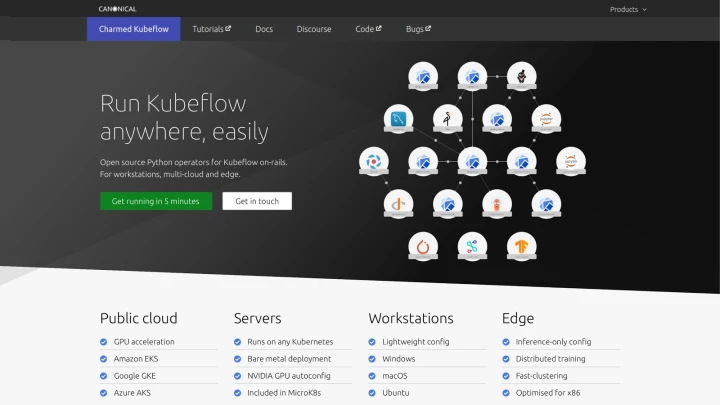 CANONICAL
Products
Charmed Kubeflow
Tutorials
Docs
Discourse
Code
Bugs
Run Kubeflow
anywhere, easily
Open source Python operators for Kubeflow on-rails.
For workstations, multi-cloud and edge.
Get running in 5 minutes
Get in touch
Public cloud
GPU acceleration
Amazon EKS
Google GKE
Azure AKS
Servers
Runs on any Kubernetes
Bare metal deployment
NVIDIA GPU autoconfig
Included in MicroK8s
Workstations
Lightweight config
Windows
macOS
Ubuntu
Edge
Inference-only config
Distributed training
Fast-clustering
Optimised for x86